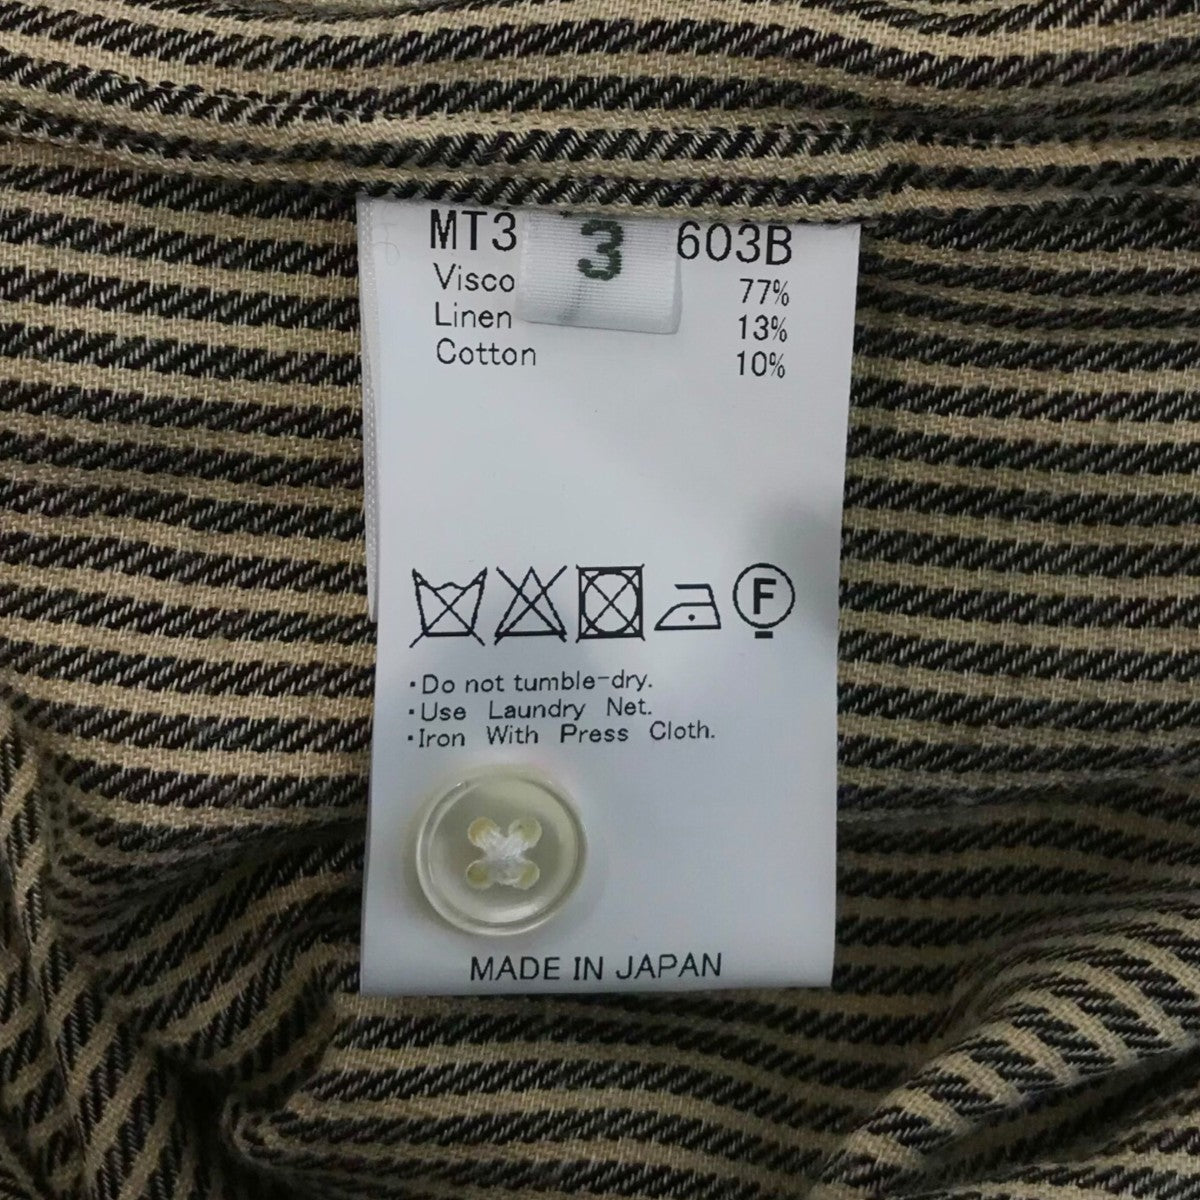 MT3 3 603B
Visco 77%
Linen 13%
Cotton 10%
F
·Do not tumble-dry.
·Use Laundry Net.
·Iron With Press Cloth.
MADE IN JAPAN